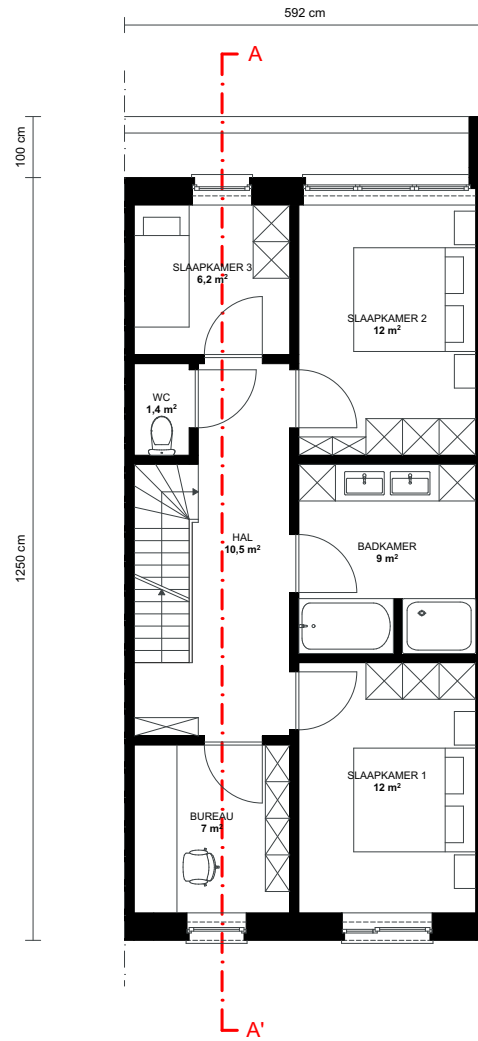 592 cm
A
100 cm
SLAAPKAMER 3
6,2 m²
SLAAPKAMER 2
12 m²
WC
1,4 m²
HAL
10,5 m²
BADKAMER
9 m²
1250 cm
SLAAPKAMER 1
12 m²
BUREAU
7 m²
A'